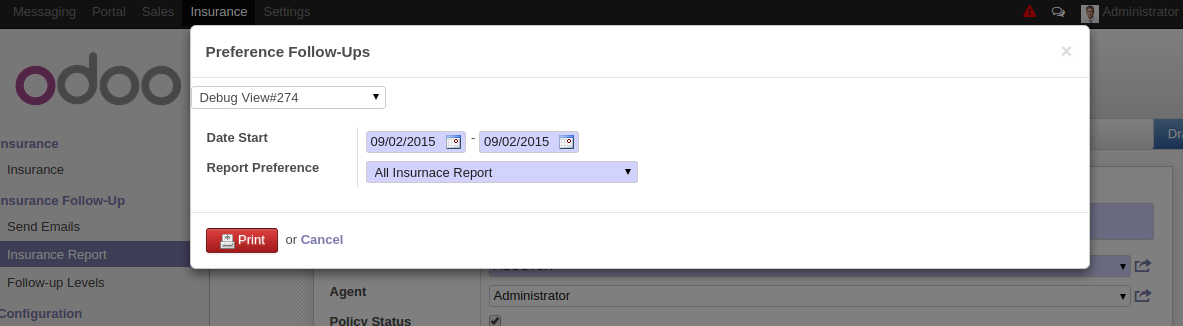 Messaging Portal Sales Insurance Settings Administrator
Preference Follow-Ups ×
odoo
Debug View#274
Date Start 09/02/2015 - 09/02/2015
Report Preference All Insurnace Report
Print or Cancel
nsurance
Insurance
nsurance Follow-Up
Send Emails
Insurance Report
Follow-up Levels
Configuration
Dra
Agent Administrator
Policy Status